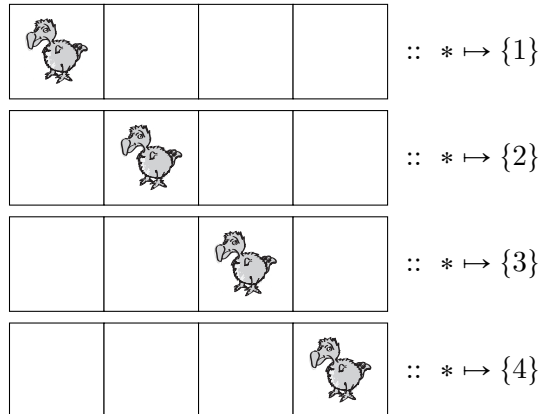 :: ∗ ↦ {1}
:: ∗ ↦ {2}
:: ∗ ↦ {3}
:: ∗ ↦ {4}